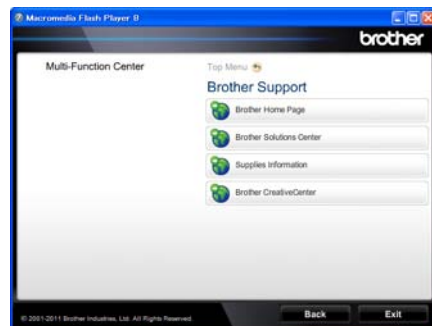 Macromedia Flash Player 8
brother
Multi-Function Center
Top Menu
Brother Support
Brother Home Page
Brother Solutions Center
Supplies Information
Brother CreativeCenter
© 2001-2011 Brother Industries, Ltd. All Rights Reserved.
Back
Exit